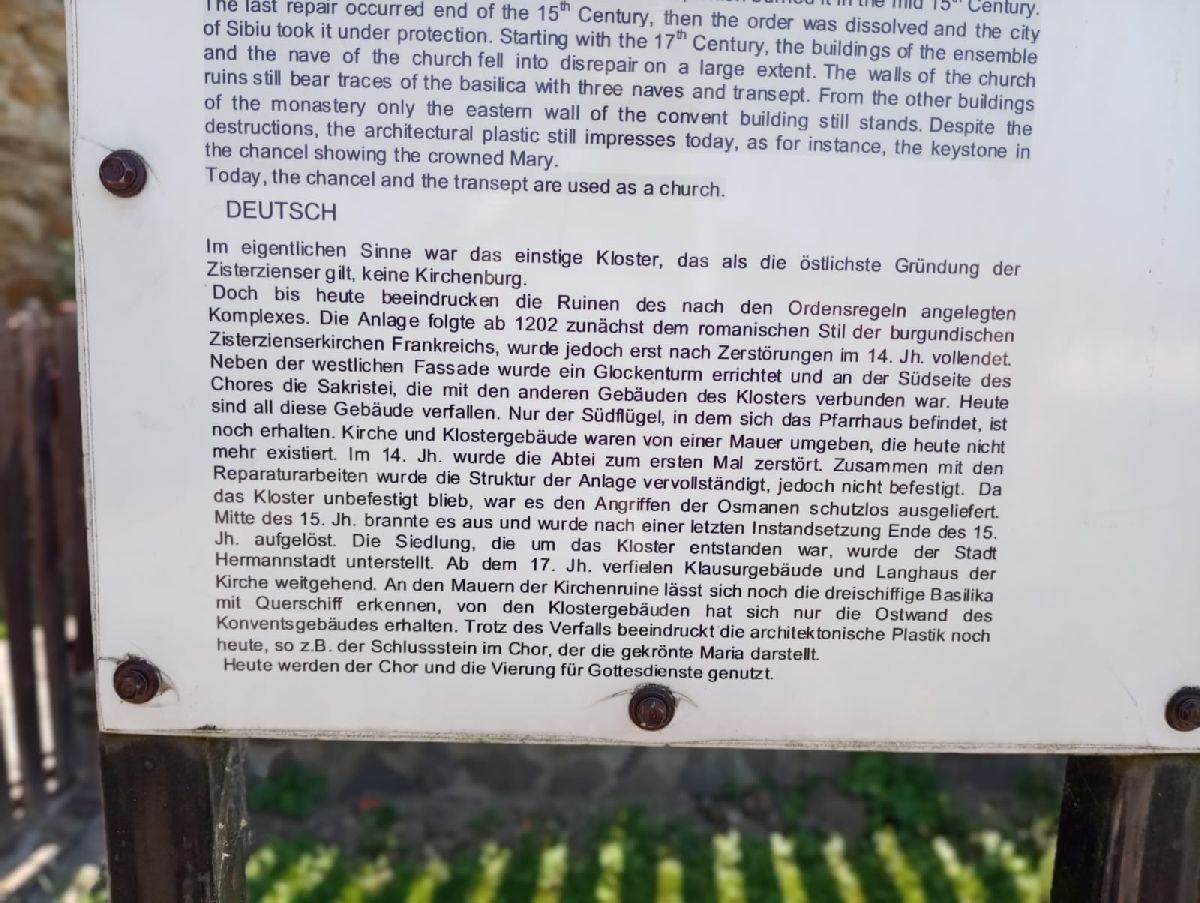 burned it in the mid 15th Century.
The last repair occurred end of the 15th Century, then the order was dissolved and the city
of Sibiu took it under protection. Starting with the 17th Century, the buildings of the ensemble
and the nave of the church fell into disrepair on a large extent. The walls of the church
ruins still bear traces of the basilica with three naves and transept. From the other buildings
of the monastery only the eastern wall of the convent building still stands. Despite the
destructions, the architectural plastic still impresses today, as for instance, the keystone in
the chancel showing the crowned Mary.
Today, the chancel and the transept are used as a church.
DEUTSCH
Im eigentlichen Sinne war das einstige Kloster, das als die östlichste Gründung der
Zisterzienser gilt, keine Kirchenburg.
Doch bis heute beeindrucken die Ruinen des nach den Ordensregeln angelegten
Komplexes. Die Anlage folgte ab 1202 zunächst dem romanischen Stil der burgundischen
Zisterzienserkirchen Frankreichs, wurde jedoch erst nach Zerstörungen im 14. Jh. vollendet.
Neben der westlichen Fassade wurde ein Glockenturm errichtet und an der Südseite des
Chores die Sakristei, die mit den anderen Gebäuden des Klosters verbunden war. Heute
sind all diese Gebäude verfallen. Nur der Südflügel, in dem sich das Pfarrhaus befindet, ist
noch erhalten. Kirche und Klostergebäude waren von einer Mauer umgeben, die heute nicht
mehr existiert. Im 14. Jh. wurde die Abtei zum ersten Mal zerstört. Zusammen mit den
Reparaturarbeiten wurde die Struktur der Anlage vervollständigt, jedoch nicht befestigt. Da
das Kloster unbefestigt blieb, war es den Angriffen der Osmanen schutzlos ausgeliefert.
Mitte des 15. Jh. brannte es aus und wurde nach einer letzten Instandsetzung Ende des 15.
Jh. aufgelöst. Die Siedlung, die um das Kloster entstanden war, wurde der Stadt
Hermannstadt unterstellt. Ab dem 17. Jh. verfielen Klausurgebäude und Langhaus der
Kirche weitgehend. An den Mauern der Kirchenruine lässt sich noch die dreischiffige Basilika
mit Querschiff erkennen, von den Klostergebäuden hat sich nur die Ostwand des
Konventsgebäudes erhalten. Trotz des Verfalls beeindruckt die architektonische Plastik noch
heute, so z.B. der Schlussstein im Chor, der die gekrönte Maria darstellt.
Heute werden der Chor und die Vierung für Gottesdienste genutzt.